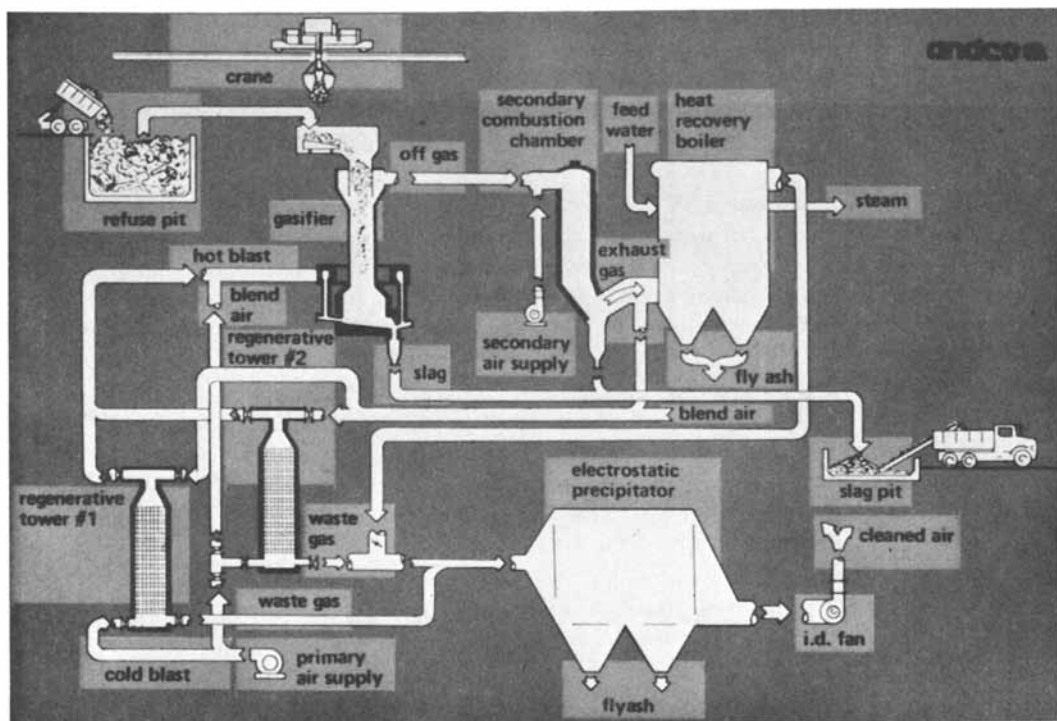 andco
crane
refuse pit
gasifier
off gas
secondary
combustion
chamber
feed
water
heat
recovery
boiler
steam
hot blast
blend
air
regenerative
tower #2
exhaust
gas
secondary
air supply
slag
fly ash
blend air
slag pit
regenerative
tower #1
electrostatic
precipitator
waste
gas
cleaned air
waste gas
i.d. fan
cold blast
primary
air supply
flyash